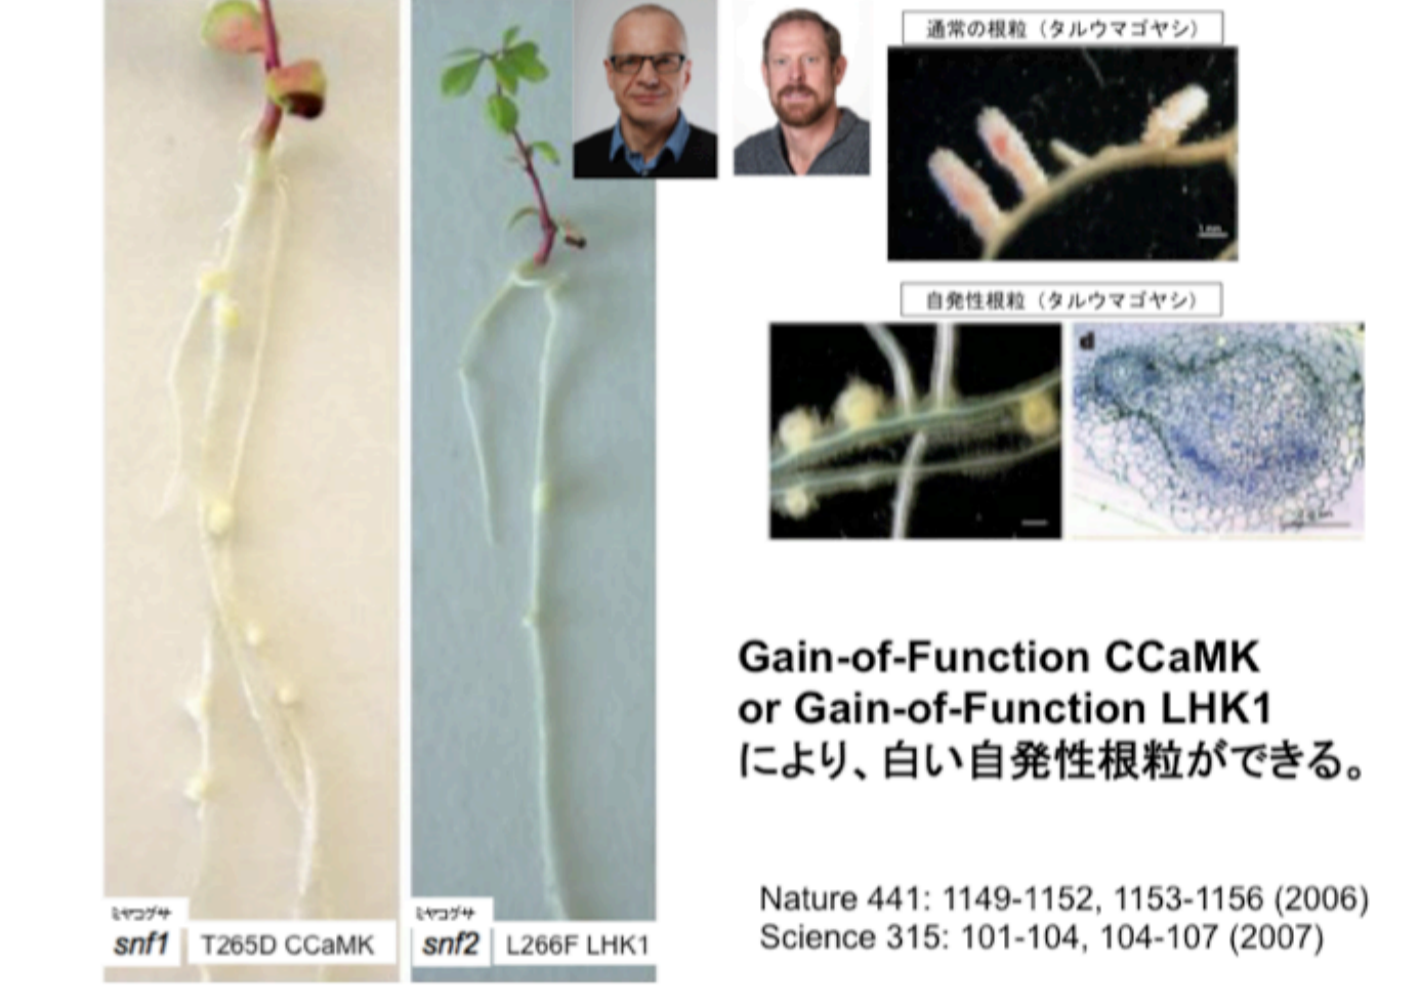 通常の根粒（タルウマゴヤシ）
1 mm
自発性根粒（タルウマゴヤシ）
d
Gain-of-Function CCaMK
or Gain-of-Function LHK1
により、白い自発性根粒ができる。
Nature 441: 1149-1152, 1153-1156 (2006)
Science 315: 101-104, 104-107 (2007)
ミヤコグサ
snf1 T265D CCaMK
ミヤコグサ
snf2 L266F LHK1